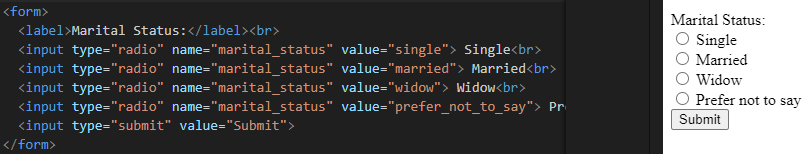 <form>
<label>Marital Status:</label><br>
<input type="radio" name="marital_status" value="single"> Single<br>
<input type="radio" name="marital_status" value="married"> Married<br>
<input type="radio" name="marital_status" value="widow"> Widow<br>
<input type="radio" name="marital_status" value="prefer_not_to_say"> Pr
<input type="submit" value="Submit">
</form>
Marital Status:
Single
Married
Widow
Prefer not to say
Submit